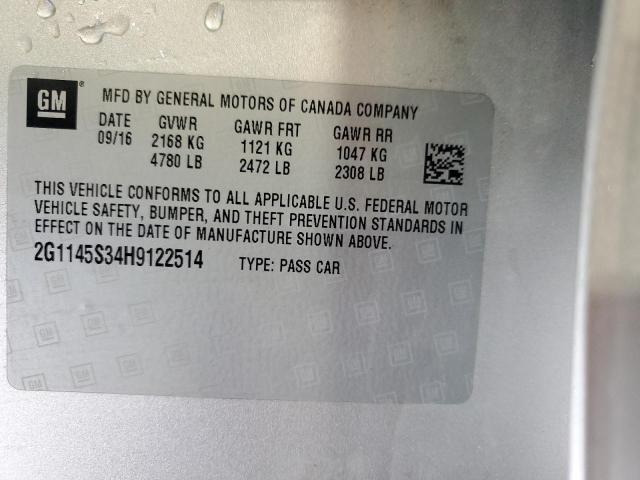 GM
MFD BY GENERAL MOTORS OF CANADA COMPANY
DATE GVWR GAWR FRT GAWR RR
09/16 2168 KG 1121 KG 1047 KG
4780 LB 2472 LB 2308 LB
THIS VEHICLE CONFORMS TO ALL APPLICABLE U.S. FEDERAL MOTOR
VEHICLE SAFETY, BUMPER, AND THEFT PREVENTION STANDARDS IN
EFFECT ON THE DATE OF MANUFACTURE SHOWN ABOVE.
2G1145S34H9122514 TYPE: PASS CAR